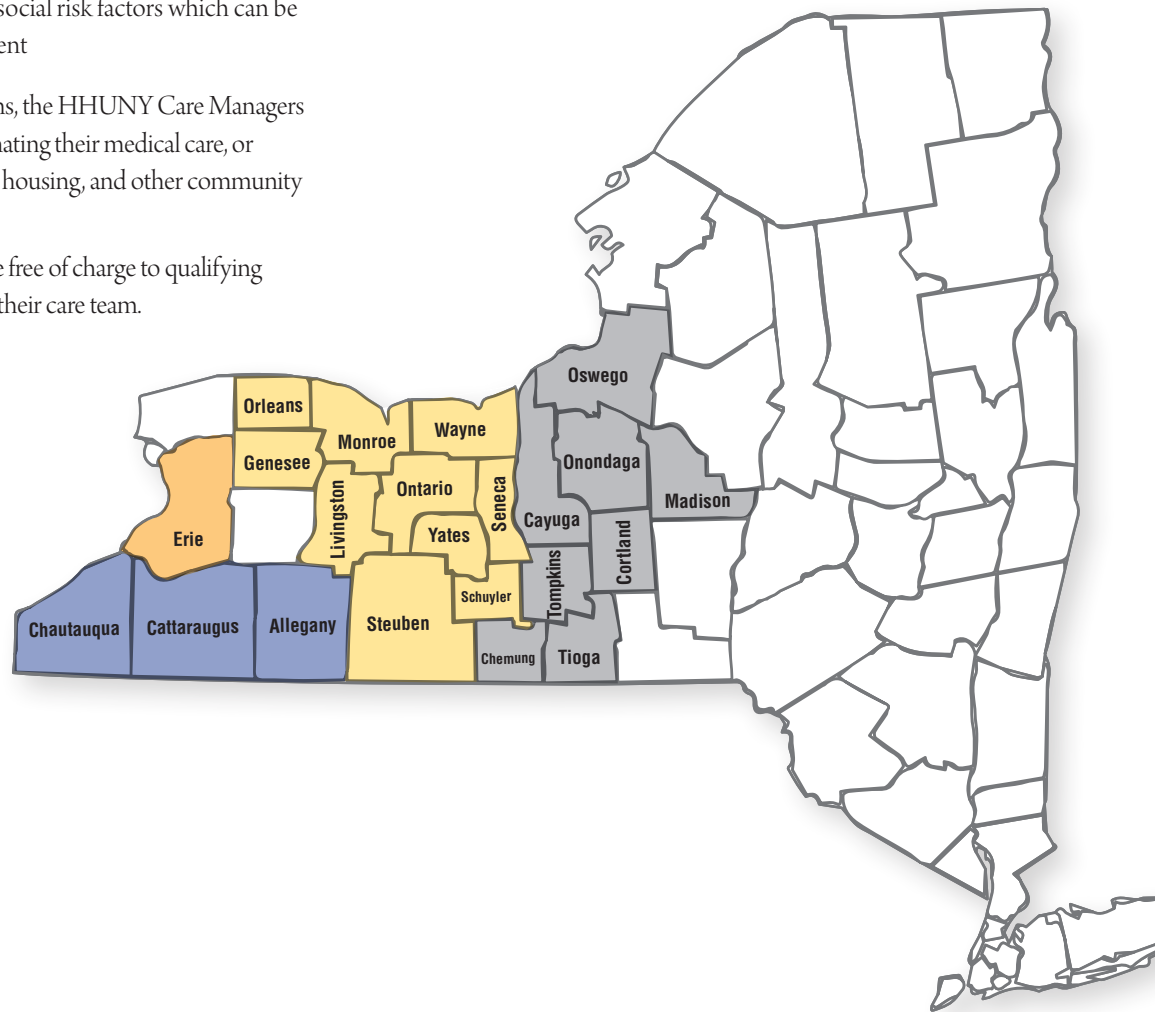 social risk factors which can be
ent
ns, the HHUNY Care Managers
nating their medical care, or
housing, and other community
e free of charge to qualifying
their care team.
Oswego
Orleans
Monroe
Wayne
Genesee
Onondaga
Livingston
Ontario
Seneca
Madison
Cayuga
Erie
Yates
Cortland
Tompkins
Schuyler
Chautauqua
Cattaraugus
Allegany
Steuben
Chemung
Tioga